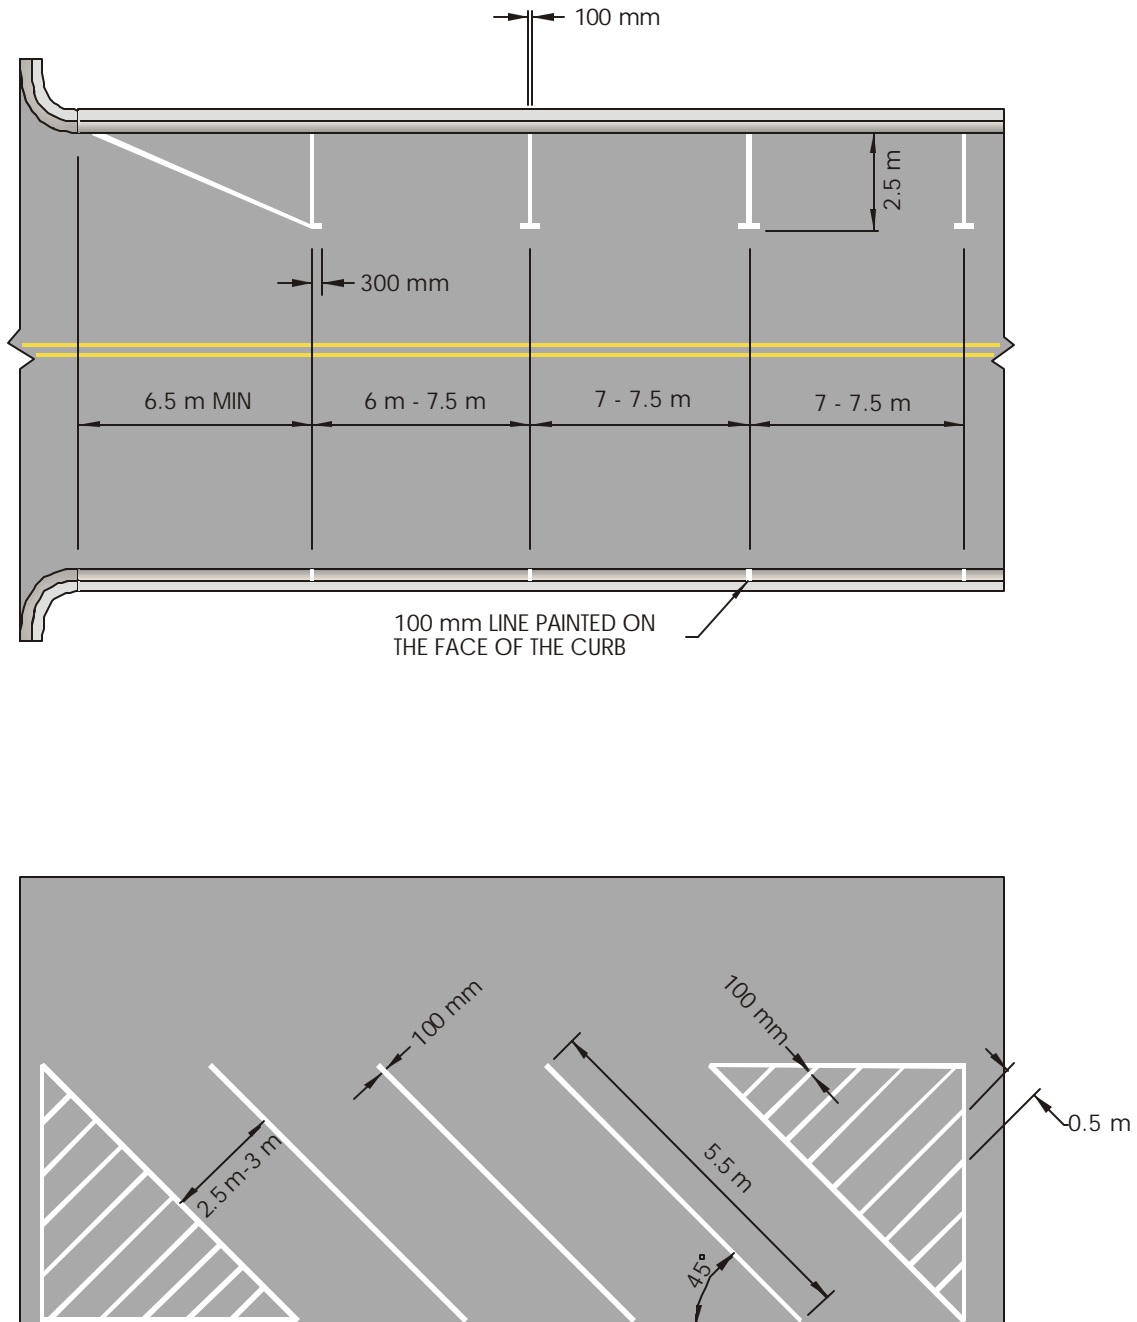 100 mm
2.5 m
300 mm
6.5 m MIN
6 m - 7.5 m
7 - 7.5 m
7 - 7.5 m
100 mm LINE PAINTED ON
THE FACE OF THE CURB
100 mm
100 mm
0.5 m
2.5 m-3 m
5.5 m
45°